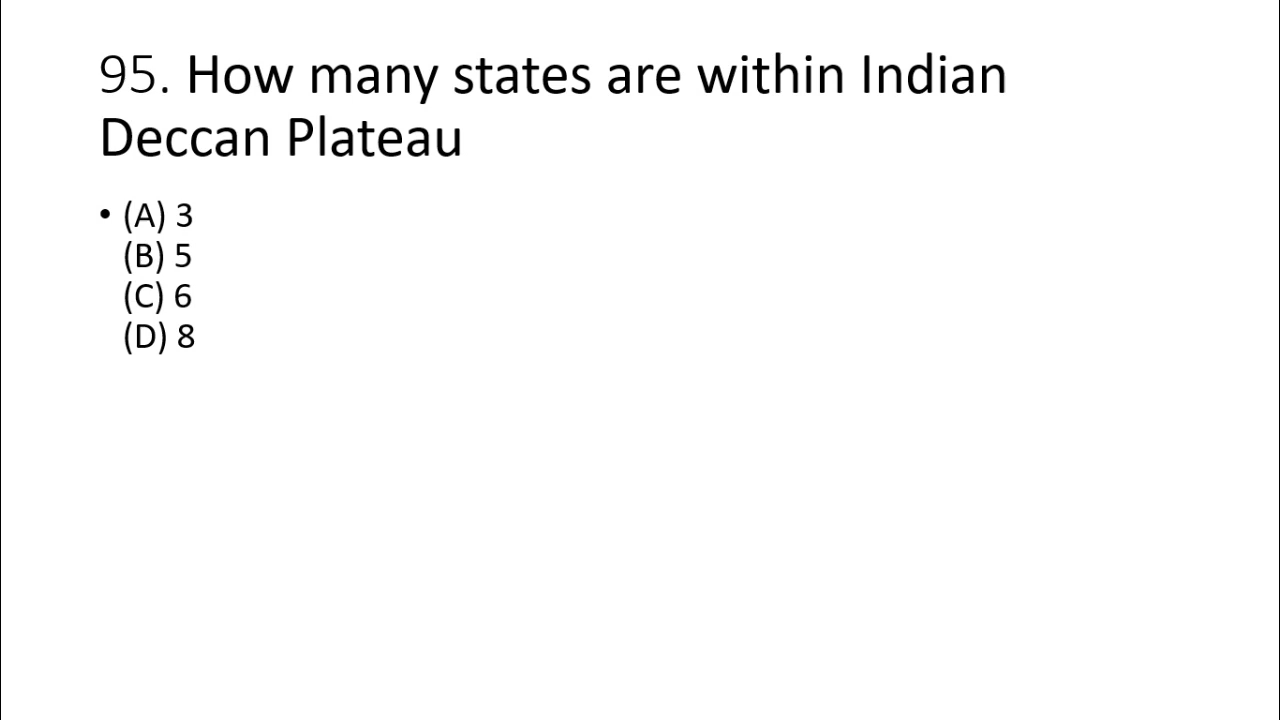 95. How many states are within Indian
Deccan Plateau
• (A) 3
(B) 5
(C) 6
(D) 8